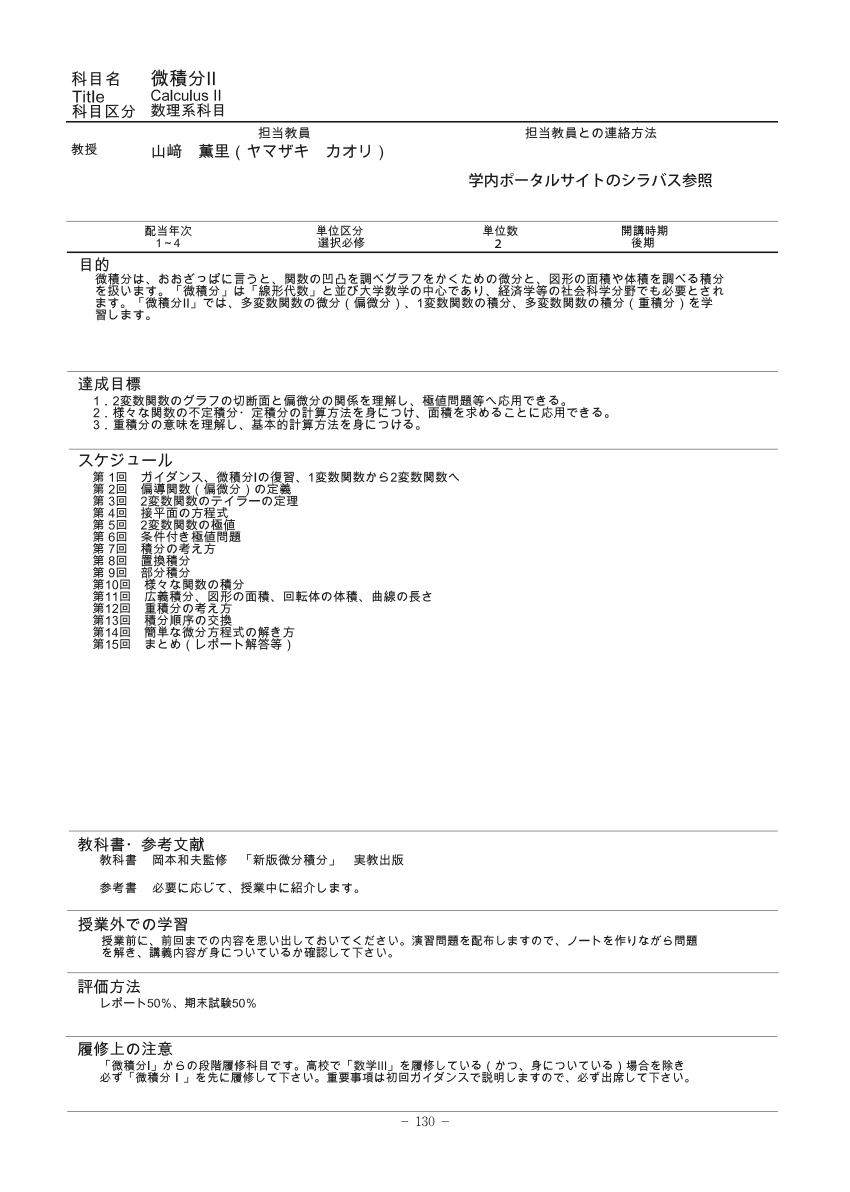 科目名　微積分II
Title　Calculus II
科目区分　数理系科目
担当教員　担当教員との連絡方法
教授　山﨑　薫里 ( ヤマザキ　カオリ )
学内ポータルサイトのシラバス参照
配当年次　単位区分　単位数　開講時期
1~4　選択必修　2　後期
目的
微積分は、おおざっぱに言うと、関数の凹凸を調べグラフをかくための微分と、図形の面積や体積を調べる積分
を扱います。「微積分」は「線形代数」と並び大学数学の中心であり、経済学等の社会科学分野でも必要とされ
ます。「微積分II」では、多変数関数の微分 ( 偏微分 ) 、1変数関数の積分、多変数関数の積分 ( 重積分 ) を学
習します。
達成目標
1．2変数関数のグラフの切断面と偏微分の関係を理解し、極値問題等へ応用できる。
2．様々な関数の不定積分・定積分の計算方法を身につけ、面積を求めることに応用できる。
3．重積分の意味を理解し、基本的計算方法を身につける。
スケジュール
第 1回　ガイダンス、微積分Iの復習、1変数関数から2変数関数へ
第 2回　偏導関数 ( 偏微分 ) の定義
第 3回　2変数関数のテイラーの定理
第 4回　接平面の方程式
第 5回　2変数関数の極値
第 6回　条件付き極値問題
第 7回　積分の考え方
第 8回　置換積分
第 9回　部分積分
第10回　様々な関数の積分
第11回　広義積分、図形の面積、回転体の体積、曲線の長さ
第12回　重積分の考え方
第13回　積分順序の交換
第14回　簡単な微分方程式の解き方
第15回　まとめ ( レポート解答等 )
教科書・参考文献
教科書　岡本和夫監修　「新版微分積分」　実教出版
参考書　必要に応じて、授業中に紹介します。
授業外での学習
授業前に、前回までの内容を思い出しておいてください。演習問題を配布しますので、ノートを作りながら問題
を解き、講義内容が身についているか確認して下さい。
評価方法
レポート50%、期末試験50%
履修上の注意
「微積分I」からの段階履修科目です。高校で「数学III」を履修している ( かつ、身についている ) 場合を除き
必ず「微積分Ｉ」を先に履修して下さい。重要事項は初回ガイダンスで説明しますので、必ず出席して下さい。
− 130 −